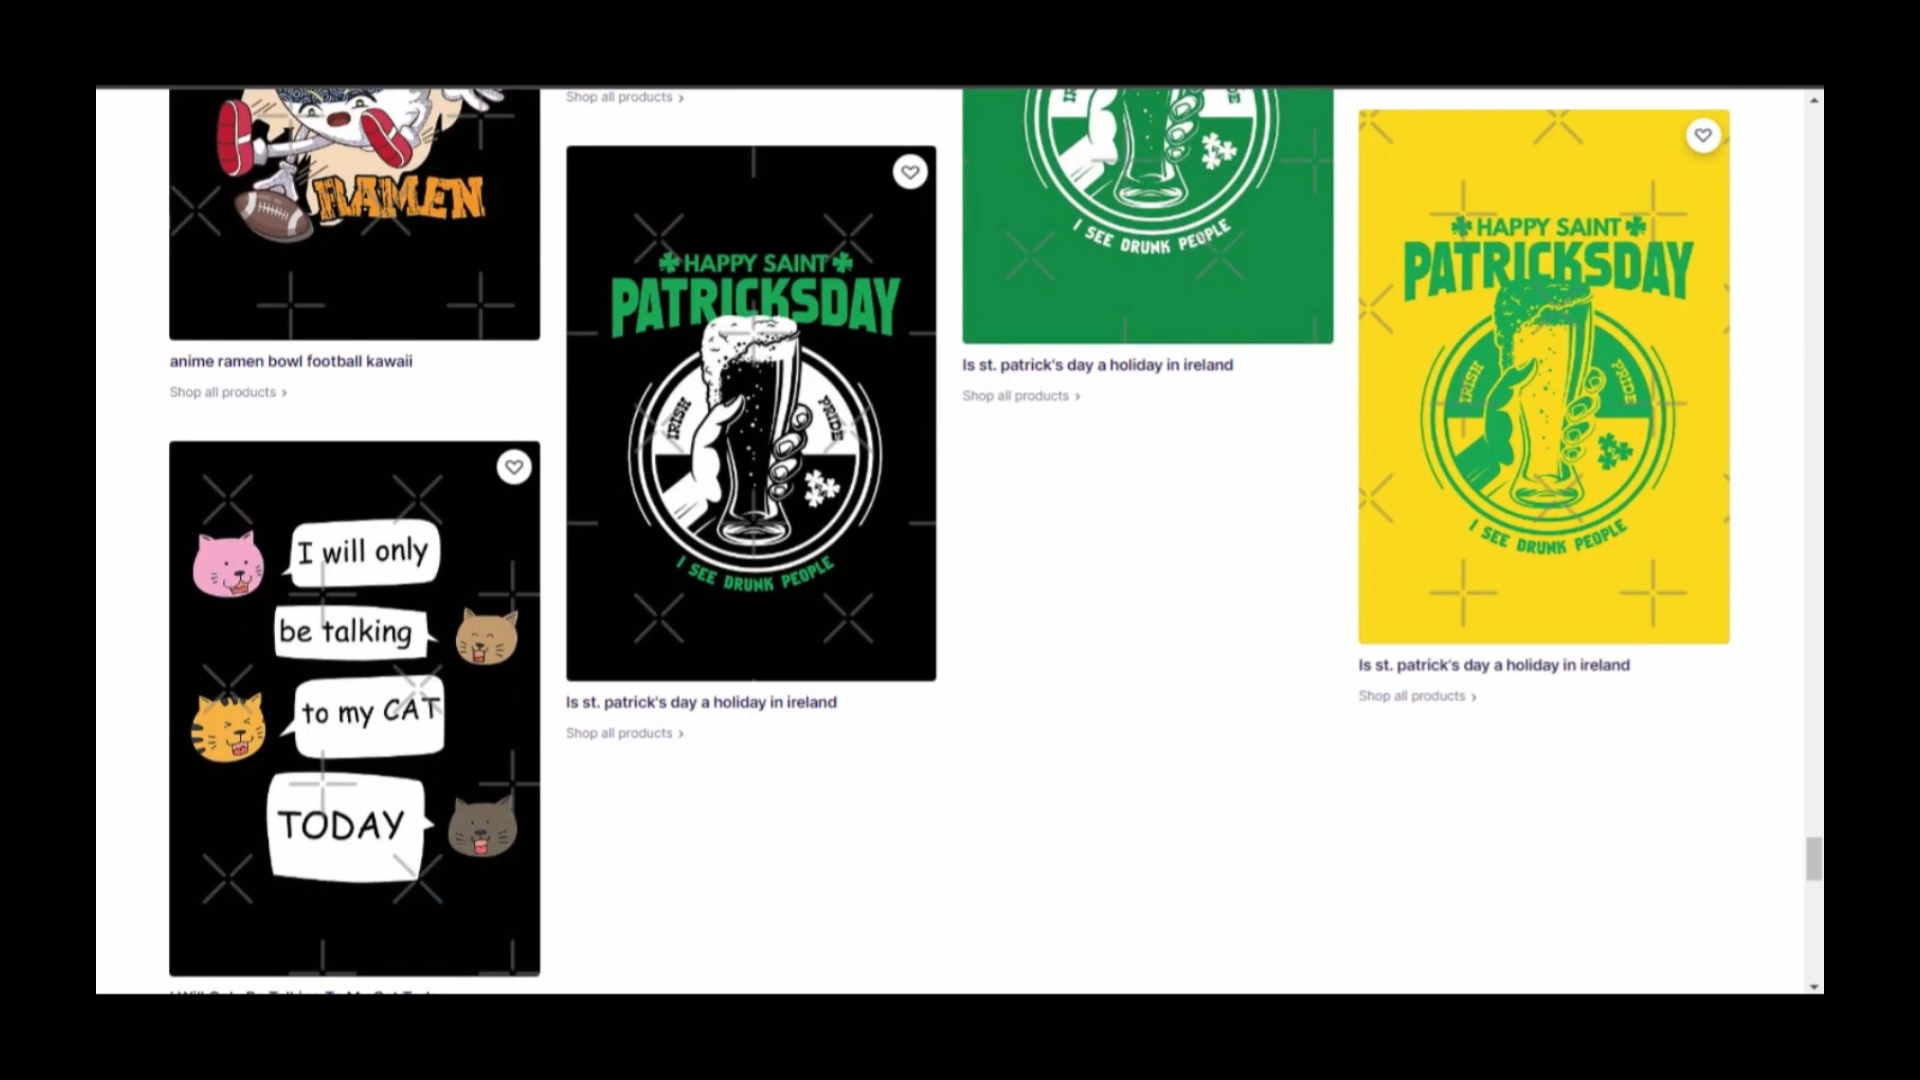 RAMEN
anime ramen bowl football kawaii
Shop all products >
I will only
be talking
to my CAT
TODAY
Shop all products >
HAPPY SAINT
PATRICKSDAY
IRISH
PRIDE
I SEE DRUNK PEOPLE
Is st. patrick's day a holiday in ireland
Shop all products >
I SEE DRUNK PEOPLE
Is st. patrick's day a holiday in ireland
Shop all products >
HAPPY SAINT
PATRICKSDAY
IRISH
PRIDE
I SEE DRUNK PEOPLE
Is st. patrick's day a holiday in ireland
Shop all products >